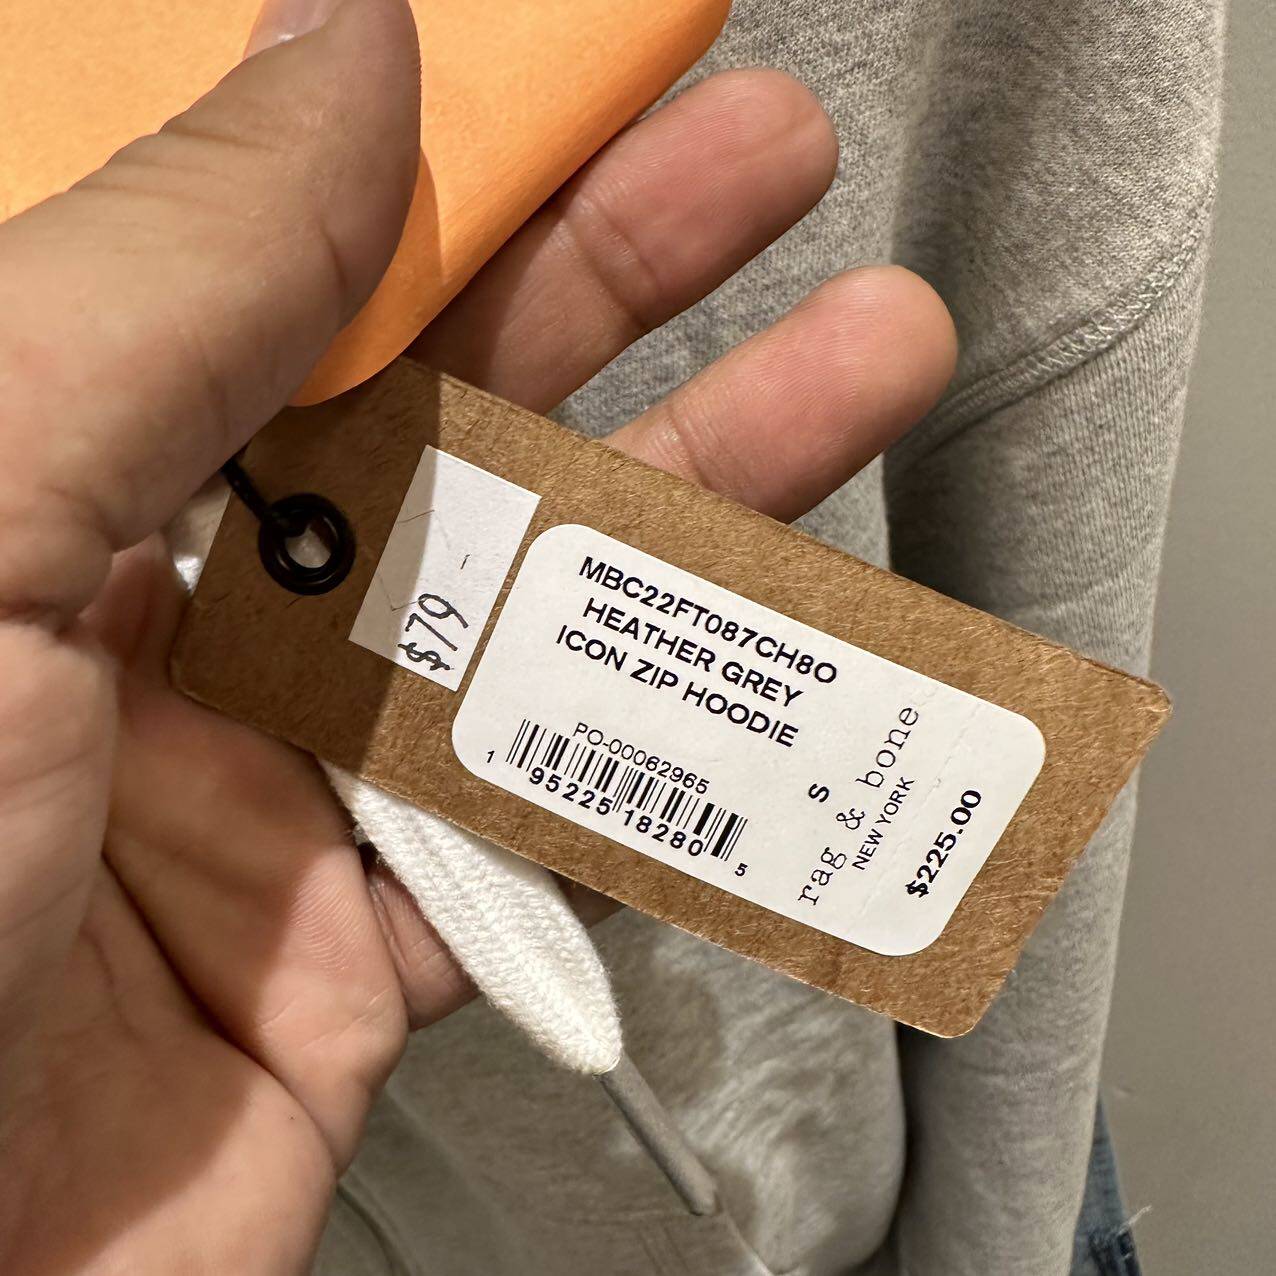 $79
MBC22FT087CH8O
HEATHER GREY
ICON ZIP HOODIE
PO-00062965
1 95225 18280 5
S
rag & bone
NEW YORK
$225.00